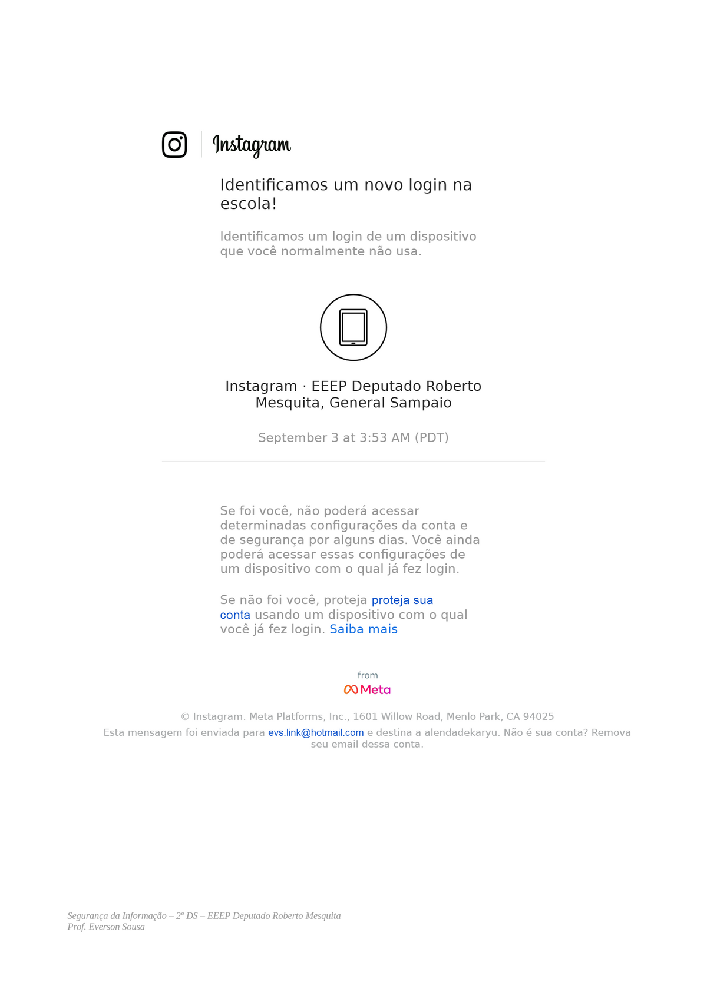 Instagram
Identificamos um novo login na
escola!
Identificamos um login de um dispositivo
que você normalmente não usa.
Instagram · EEEP Deputado Roberto
Mesquita, General Sampaio
September 3 at 3:53 AM (PDT)
Se foi você, não poderá acessar
determinadas configurações da conta e
de segurança por alguns dias. Você ainda
poderá acessar essas configurações de
um dispositivo com o qual já fez login.
Se não foi você, proteja proteja sua
conta usando um dispositivo com o qual
você já fez login. Saiba mais
from
Meta
© Instagram. Meta Platforms, Inc., 1601 Willow Road, Menlo Park, CA 94025
Esta mensagem foi enviada para evs.link@hotmail.com e destina a alendadekaryu. Não é sua conta? Remova
seu email dessa conta.
Segurança da Informação – 2º DS – EEEP Deputado Roberto Mesquita
Prof. Everson Sousa